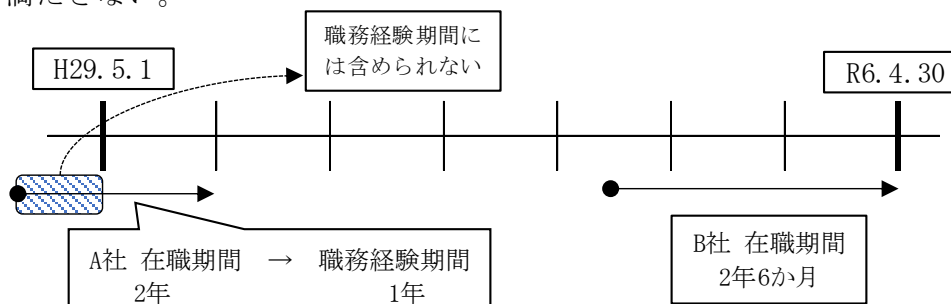 満たさない。
職務経験期間に
は含められない
H29.5.1
R6.4.30
A社 在職期間 → 職務経験期間
2年 1年
B社 在職期間
2年6か月